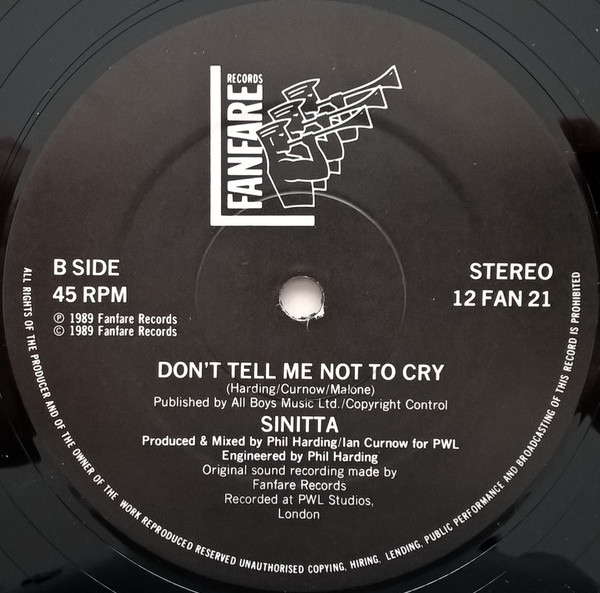 FANFARE
RECORDS
B SIDE
45 RPM
℗ 1989 Fanfare Records
© 1989 Fanfare Records
STEREO
12 FAN 21
DON'T TELL ME NOT TO CRY
(Harding/Curnow/Malone)
Published by All Boys Music Ltd./Copyright Control
SINITTA
Produced & Mixed by Phil Harding/Ian Curnow for PWL
Engineered by Phil Harding
Original sound recording made by
Fanfare Records
Recorded at PWL Studios,
London
ALL RIGHTS OF THE PRODUCER AND OF THE OWNER OF THE WORK REPRODUCED RESERVED UNAUTHORISED COPYING, HIRING, LENDING, PUBLIC PERFORMANCE AND BROADCASTING OF THIS RECORD IS PROHIBITED